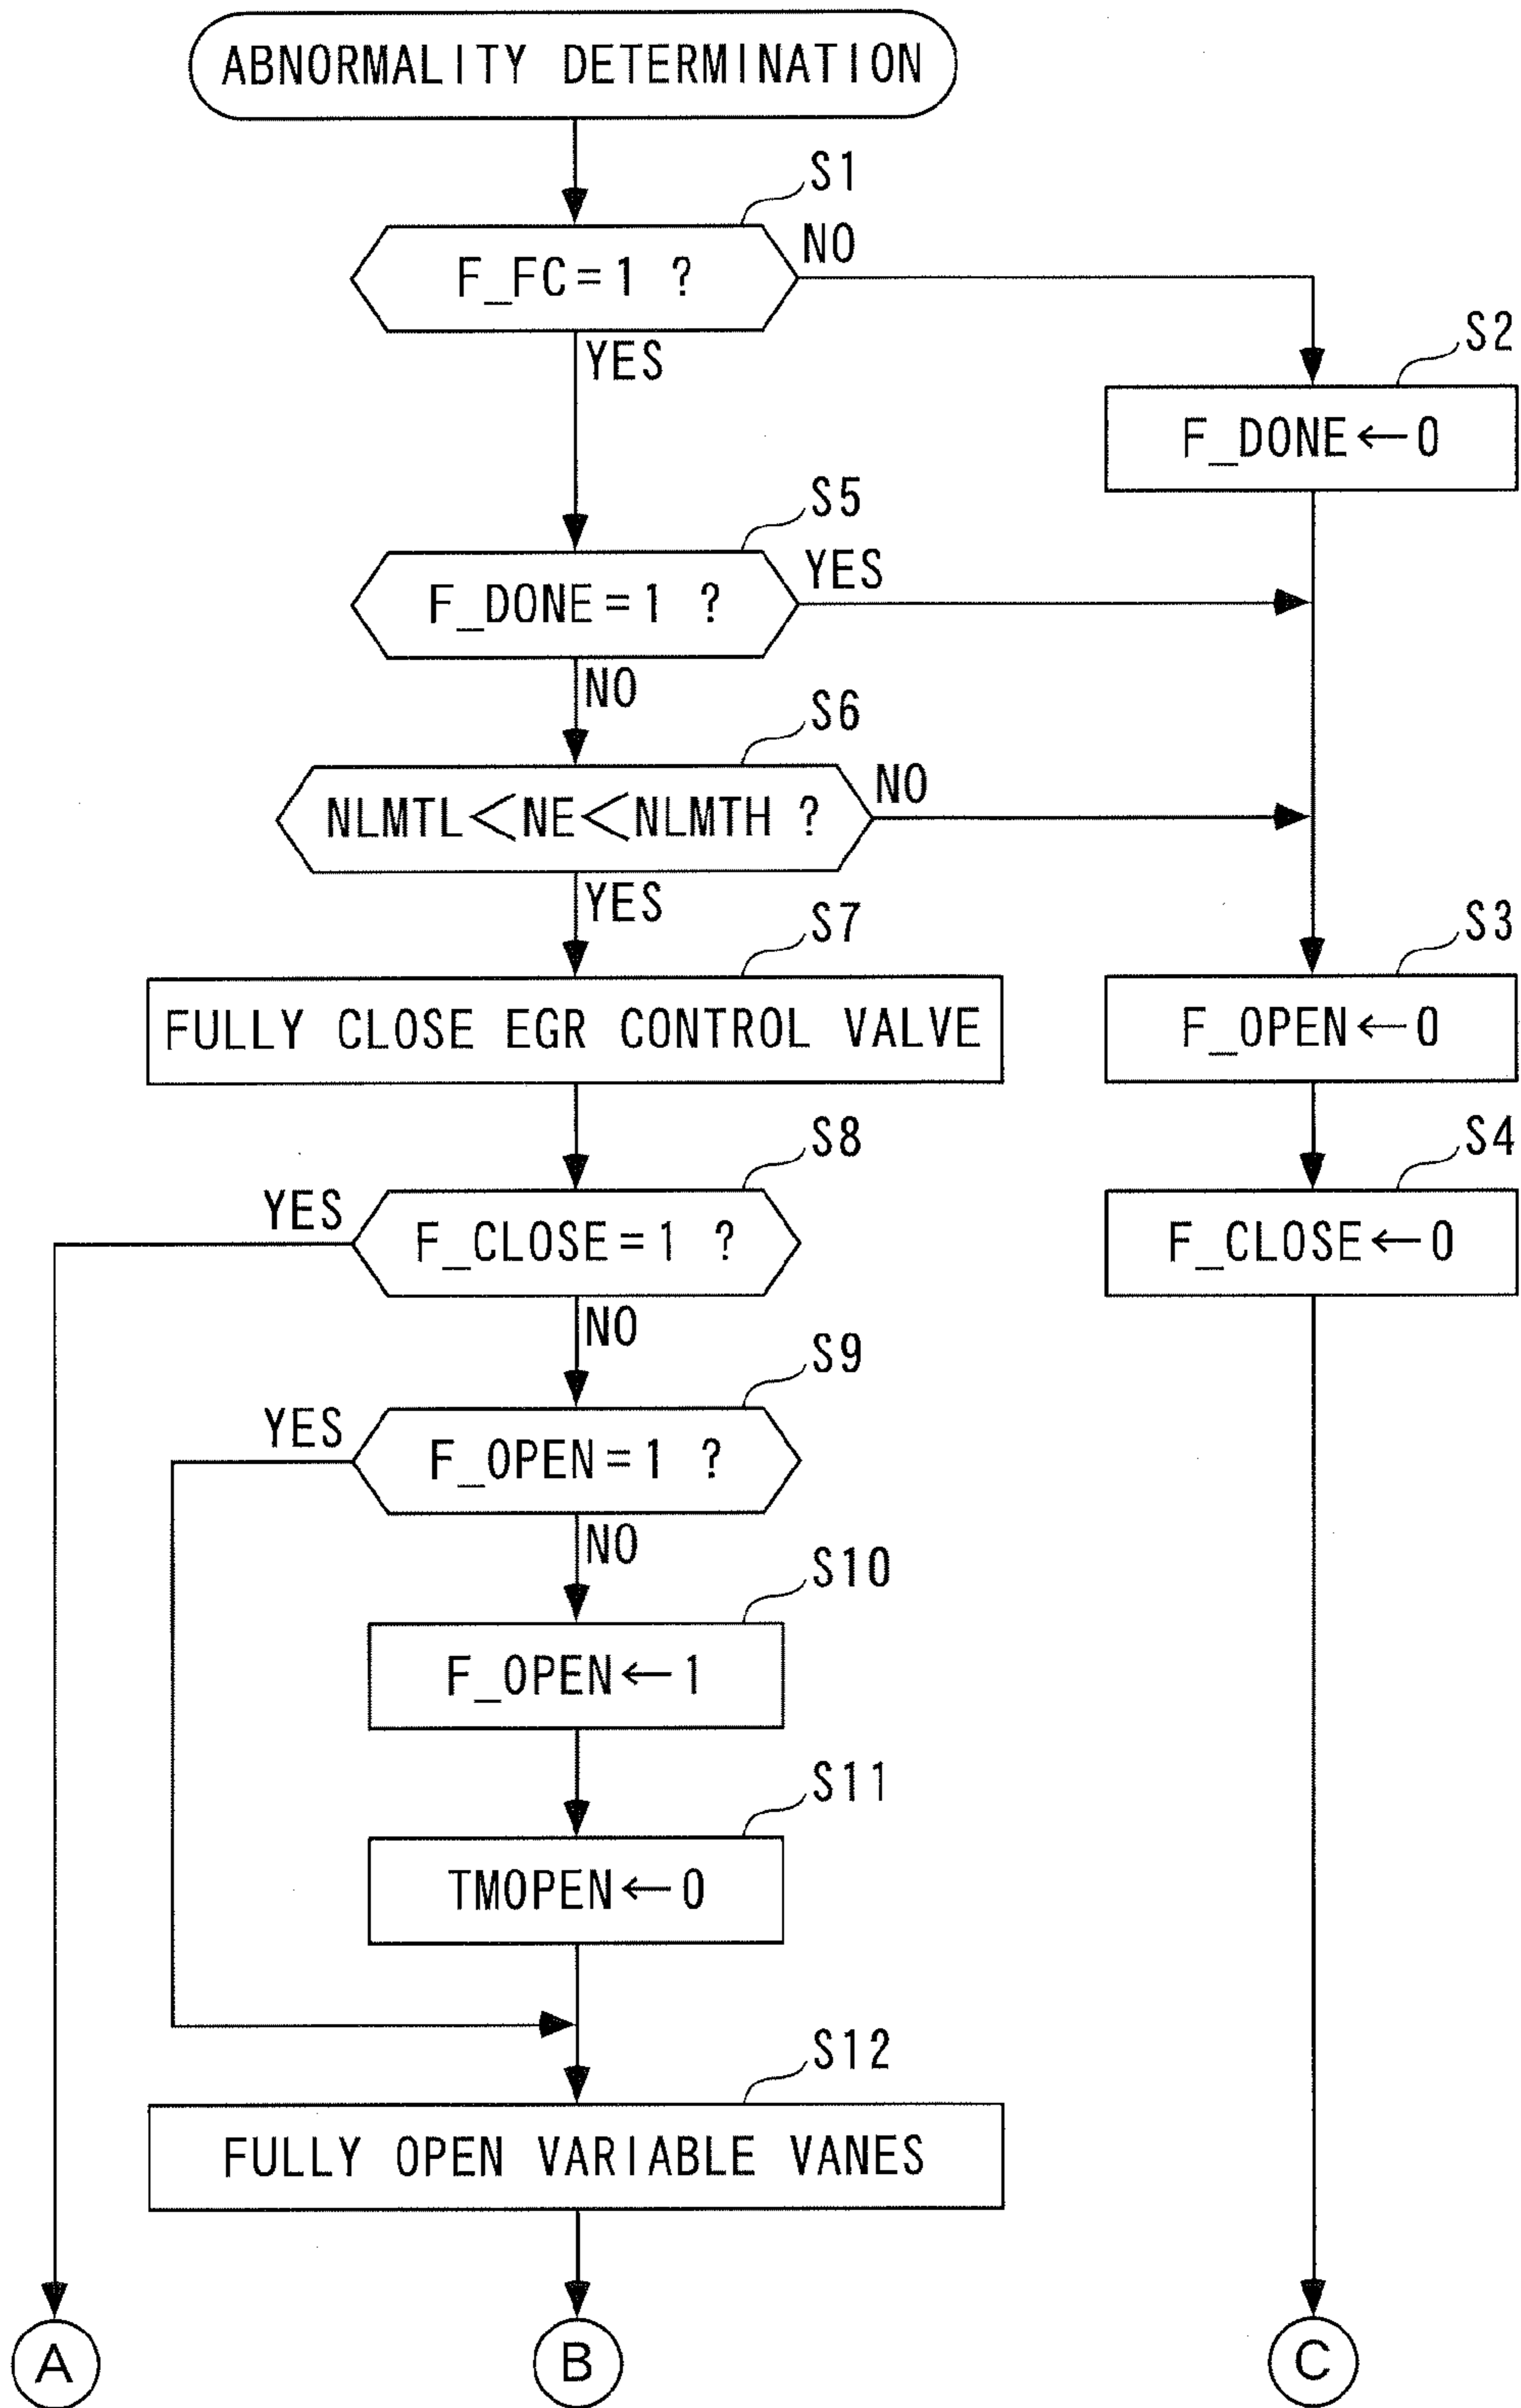 ABNORMALITY DETERMINATION
S1
F_FC=1 ?
NO
YES
S2
F_DONE←0
S5
F_DONE=1 ?
YES
NO
S6
NLMTL<NE<NLMTH ?
NO
YES
S7
FULLY CLOSE EGR CONTROL VALVE
S3
F_OPEN←0
S8
YES
F_CLOSE=1 ?
NO
S4
F_CLOSE←0
S9
YES
F_OPEN=1 ?
NO
S10
F_OPEN←1
S11
TMOPEN←0
S12
FULLY OPEN VARIABLE VANES
A
B
C